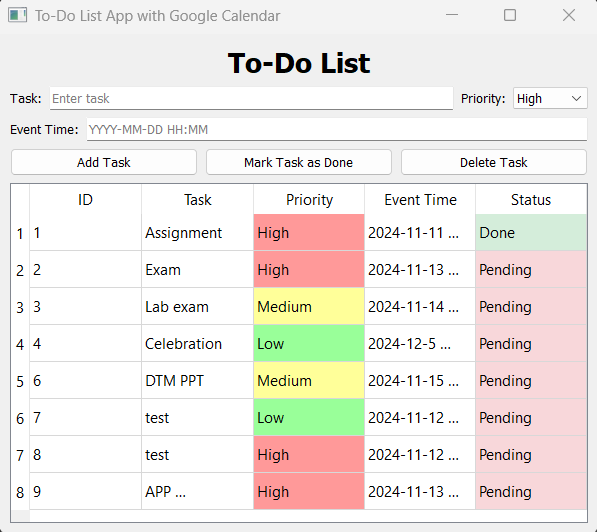 To-Do List App with Google Calendar
To-Do List
Task: Enter task Priority: High
Event Time: YYYY-MM-DD HH:MM
Add Task Mark Task as Done Delete Task
ID Task Priority Event Time Status
1 1 Assignment High 2024-11-11 ... Done
2 2 Exam High 2024-11-13 ... Pending
3 3 Lab exam Medium 2024-11-14 ... Pending
4 4 Celebration Low 2024-12-5 ... Pending
5 6 DTM PPT Medium 2024-11-15 ... Pending
6 7 test Low 2024-11-12 ... Pending
7 8 test High 2024-11-12 ... Pending
8 9 APP ... High 2024-11-13 ... Pending